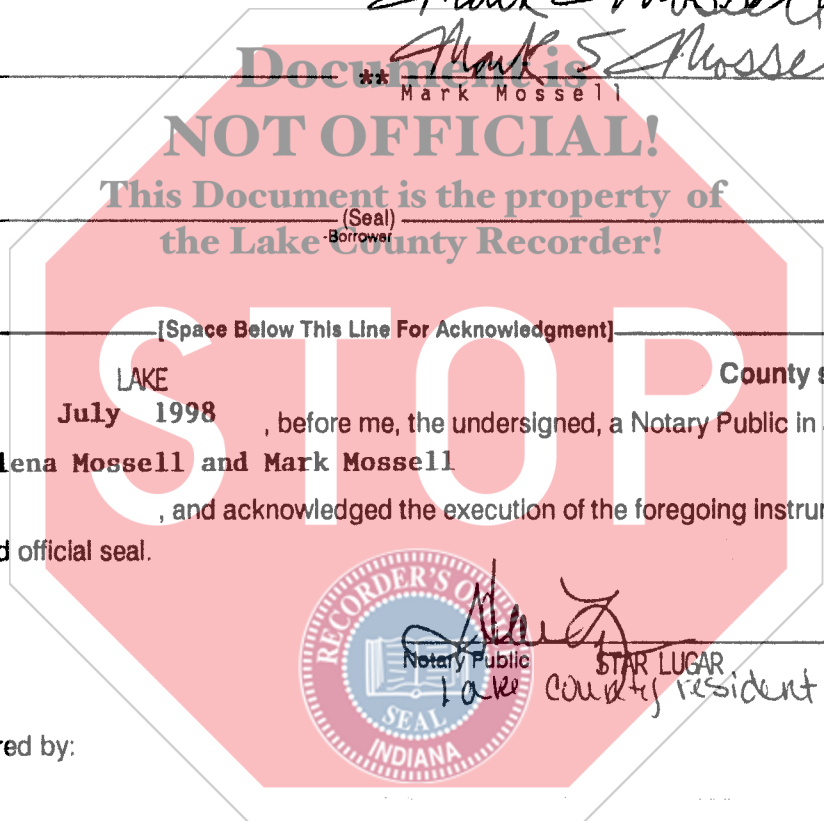 Mark S Mossell
Mark S Mosse
Document is
**
Mark Mossell
NOT OFFICIAL!
This Document is the property of
(Seal)
-Borrower
the Lake County Recorder!
[Space Below This Line For Acknowledgment]
STOP
LAKE County s
July 1998 , before me, the undersigned, a Notary Public in
lena Mossell and Mark Mossell
, and acknowledged the execution of the foregoing instru
d official seal.
RECORDER'S O
Notary Public STAR LUGAR
Lake County resident
SEAL
INDIANA
red by: